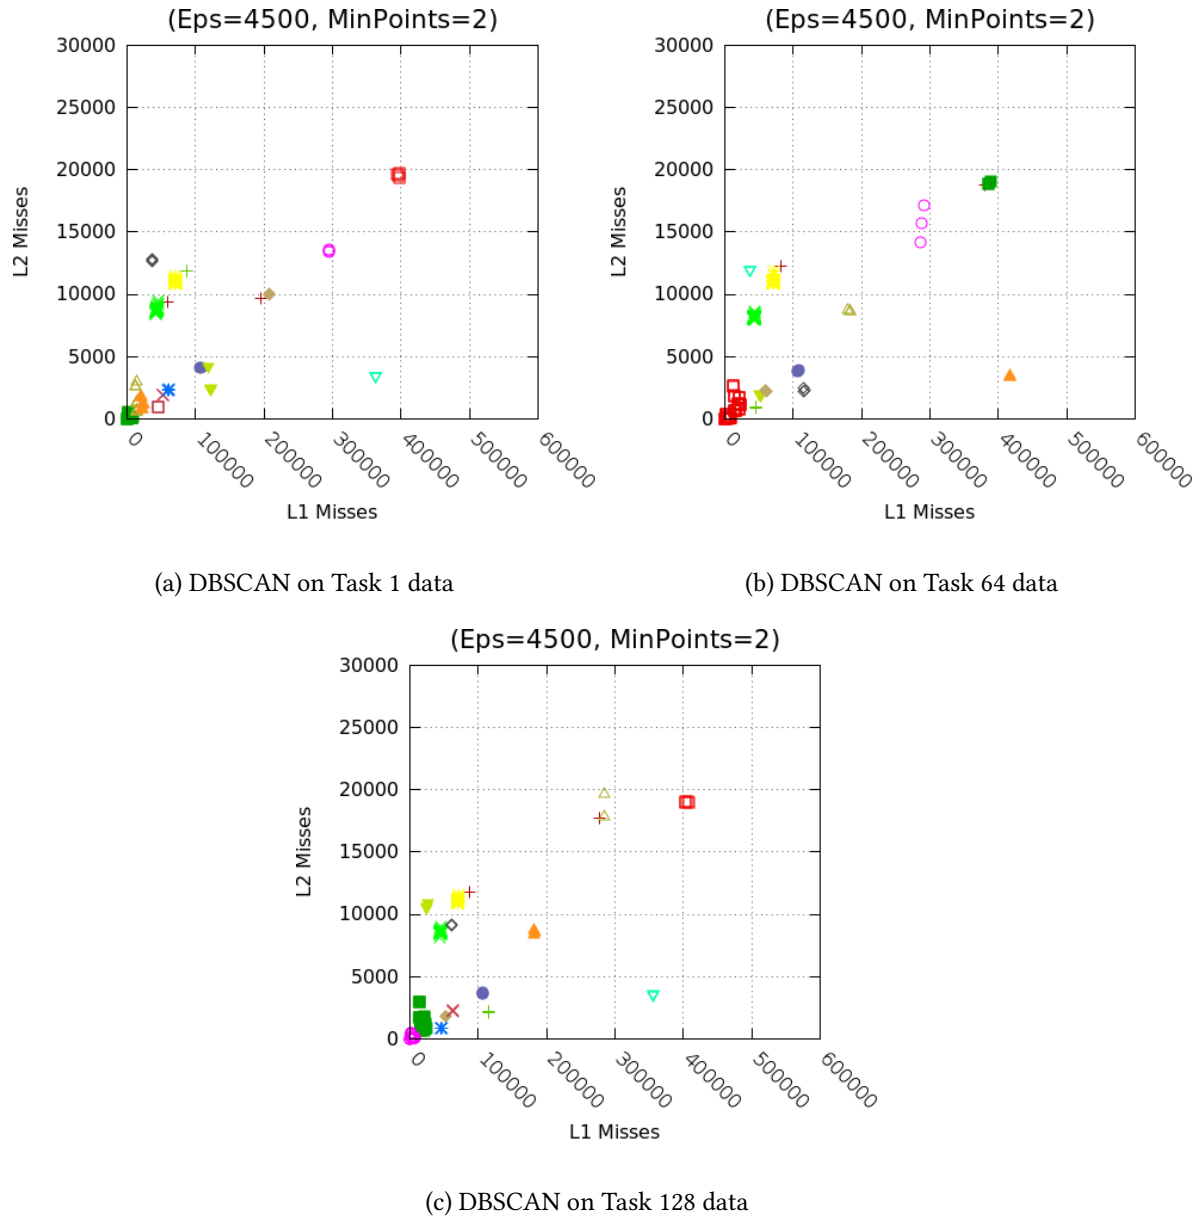 (Eps=4500, MinPoints=2)
30000
25000
20000
15000
10000
5000
0
L2 Misses
0 100000 200000 300000 400000 500000 600000
L1 Misses
(a) DBSCAN on Task 1 data
(Eps=4500, MinPoints=2)
30000
25000
20000
15000
10000
5000
0
L2 Misses
0 100000 200000 300000 400000 500000 600000
L1 Misses
(b) DBSCAN on Task 64 data
(Eps=4500, MinPoints=2)
30000
25000
20000
15000
10000
5000
0
L2 Misses
0 100000 200000 300000 400000 500000 600000
L1 Misses
(c) DBSCAN on Task 128 data